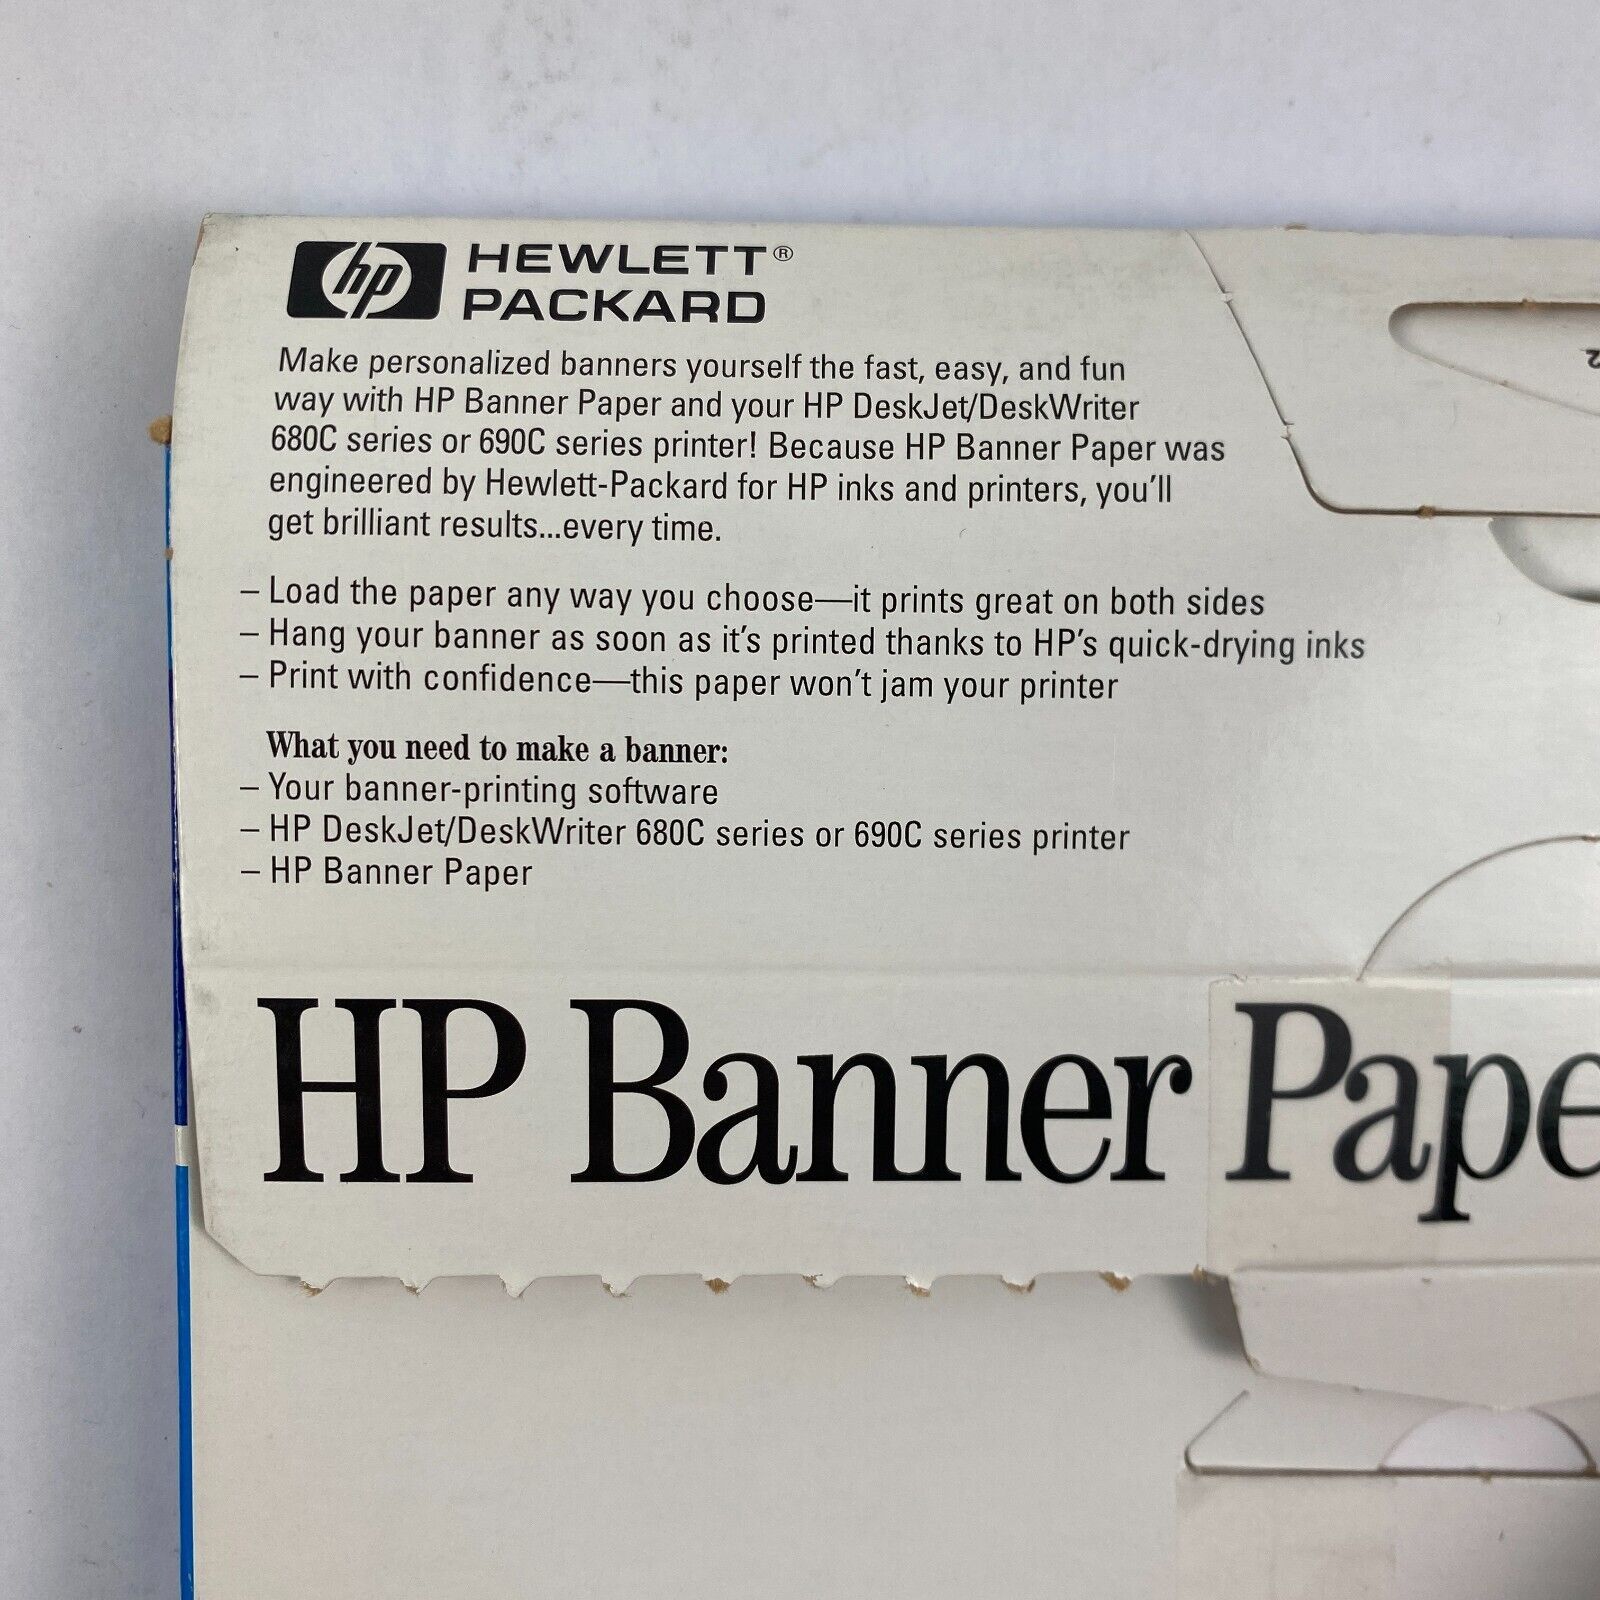 hp HEWLETT®
PACKARD
Make personalized banners yourself the fast, easy, and fun
way with HP Banner Paper and your HP DeskJet/DeskWriter
680C series or 690C series printer! Because HP Banner Paper was
engineered by Hewlett-Packard for HP inks and printers, you'll
get brilliant results...every time.
– Load the paper any way you choose—it prints great on both sides
– Hang your banner as soon as it's printed thanks to HP's quick-drying inks
– Print with confidence—this paper won't jam your printer
What you need to make a banner:
– Your banner-printing software
– HP DeskJet/DeskWriter 680C series or 690C series printer
– HP Banner Paper
HP Banner Pape